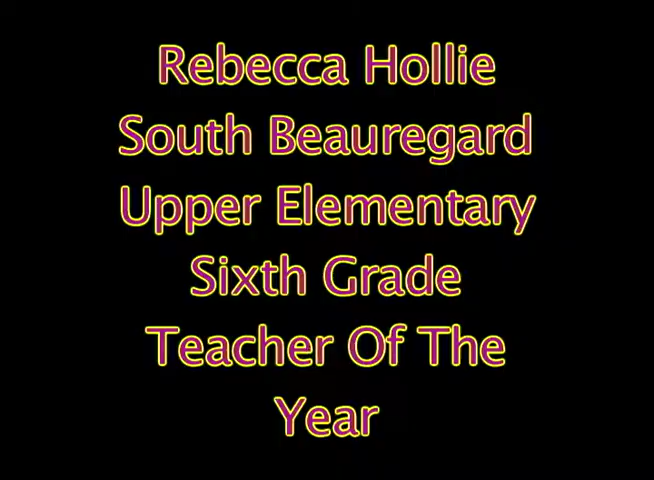 Rebecca Hollie
South Beauregard
Upper Elementary
Sixth Grade
Teacher Of The
Year